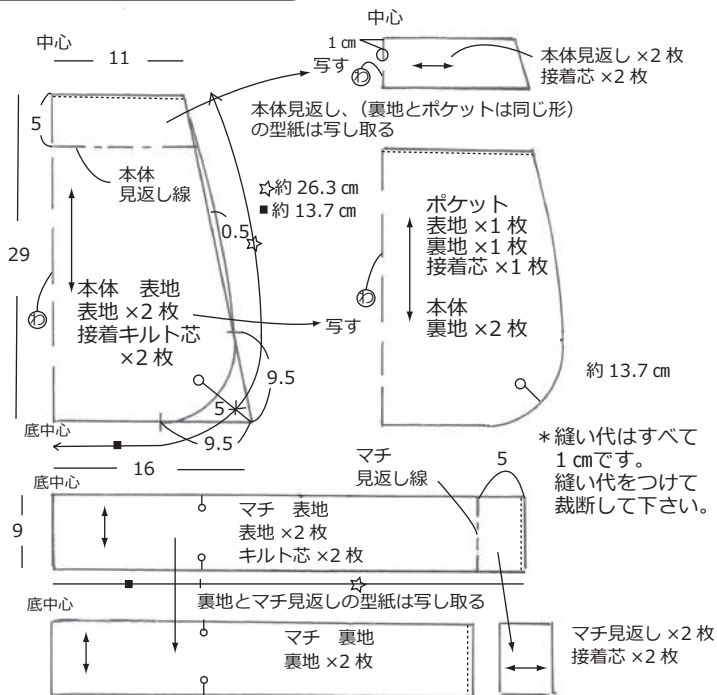 中心
11
5
本体
見返し線
29
わ
本体　表地
表地×2枚
接着キルト芯
×2枚
0.5
☆約 26.3 ㎝
■約 13.7 ㎝
9.5
5
9.5
底中心
16
写す
写す
中心
1 ㎝
わ
本体見返し×2枚
接着芯×2枚
本体見返し、（裏地とポケットは同じ形）
の型紙は写し取る
ポケット
表地×1枚
裏地×1枚
接着芯×1枚
わ
本体
裏地×2枚
約 13.7 ㎝
＊縫い代はすべて
1 ㎝です。
縫い代をつけて
裁断して下さい。
底中心
9
マチ　表地
表地×2枚
キルト芯×2枚
マチ
見返し線
5
裏地とマチ見返しの型紙は写し取る
底中心
マチ　裏地
裏地×2枚
マチ見返し×2枚
接着芯×2枚